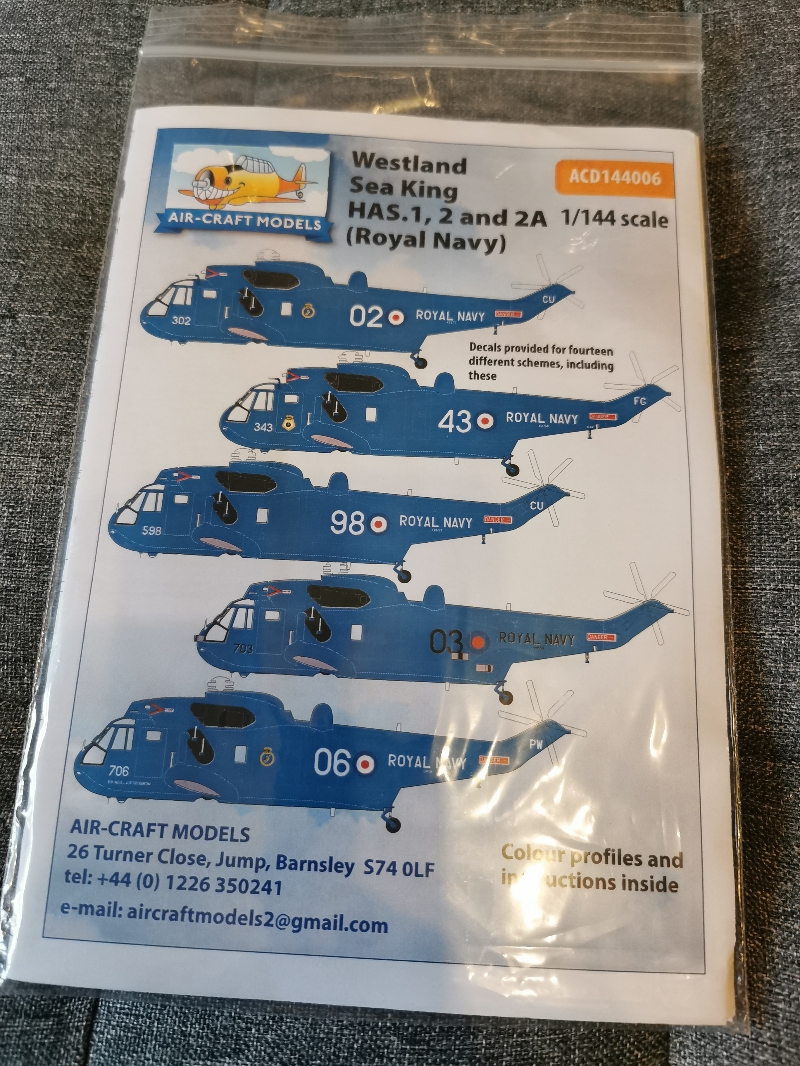 Westland
Sea King
HAS.1, 2 and 2A 1/144 scale
(Royal Navy)
ACD144006
AIR-CRAFT MODELS
302
02
ROYAL NAVY
DANGER
CU
Decals provided for fourteen
different schemes, including
these
343
43
ROYAL NAVY
FG
598
98
ROYAL NAVY
DANGER
CU
703
03
ROYAL NAVY
DANGER
706
06
ROYAL NAVY
PW
AIR-CRAFT MODELS
26 Turner Close, Jump, Barnsley S74 0LF
tel: +44 (0) 1226 350241
e-mail: aircraftmodels2@gmail.com
Colour profiles and
instructions inside